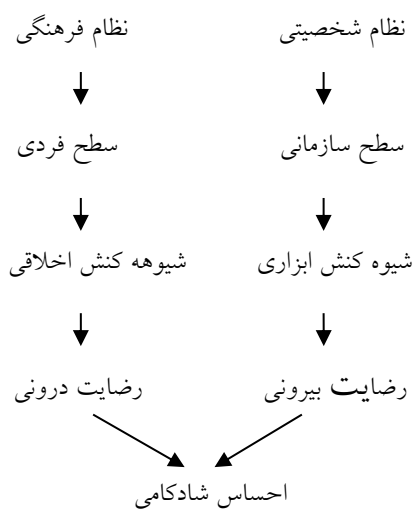 نظام شخصیتی
نظام فرهنگی
سطح سازمانی
سطح فردی
شیوه کنش ابزاری
شیوهه کنش اخلاقی
رضایت بیرونی
رضایت درونی
احساس شادکامی